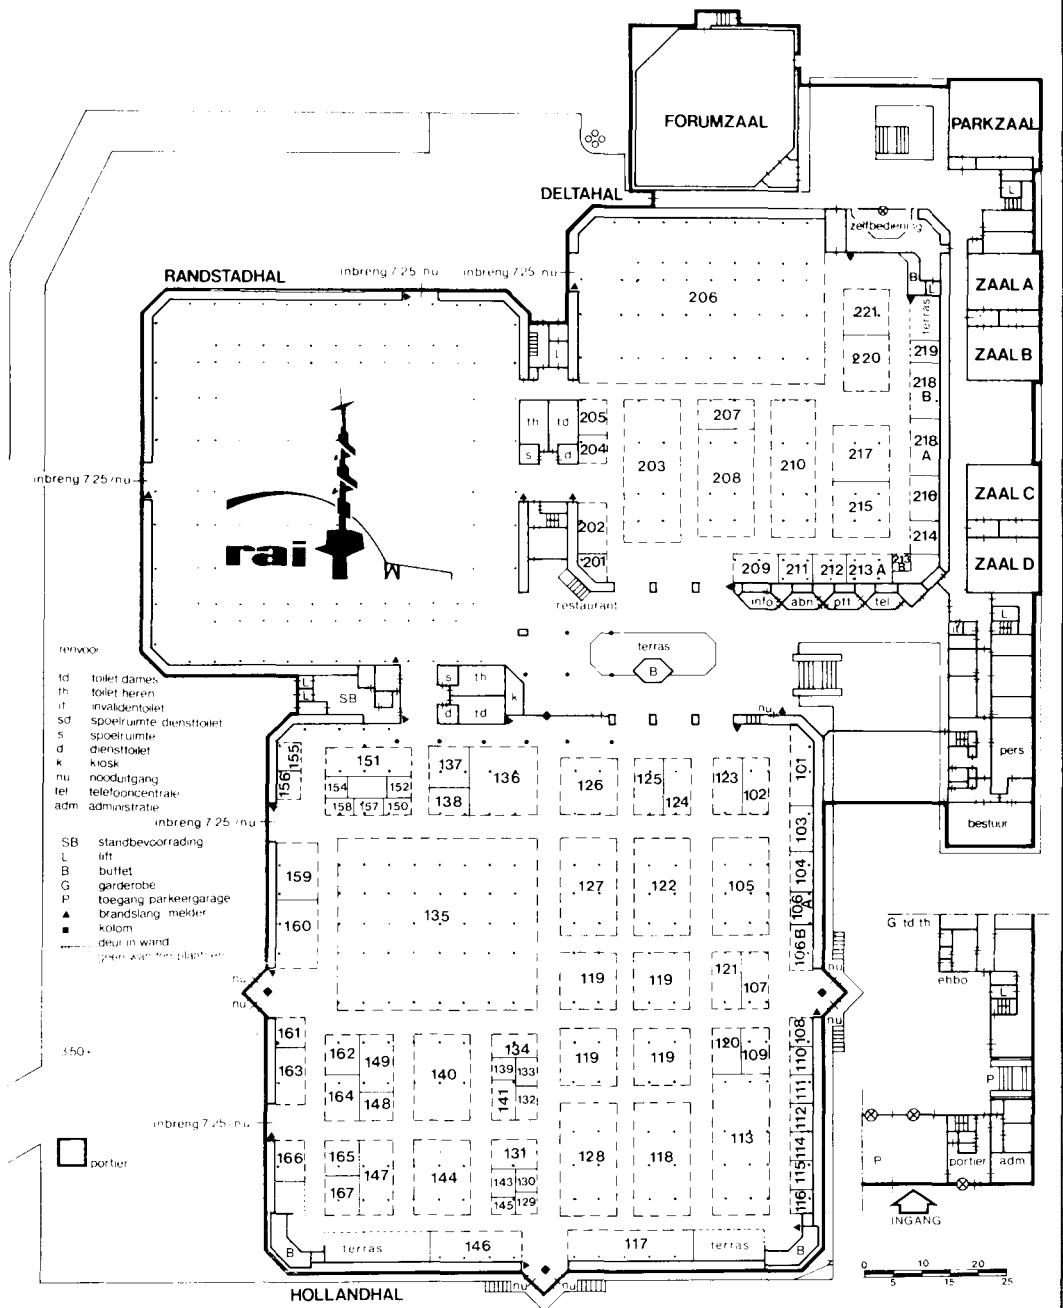 FORUMZAAL
PARKZAAL
L
DELTAHAL
zelfbediening
RANDSTADHAL
inbreng 7.25 /nu
inbreng 7.25 /nu
B
L
ZAAL A
206
221
terras
220
219
ZAAL B
L
218 B
th
td
205
207
s
d
204
203
208
210
217
218 A
inbreng 7.25 /nu
215
216
ZAAL C
202
214
rai
201
209
211
212
213 A
213 B
ZAAL D
restaurant
info
abn
ptt
tel
L
terras
B
renvooi
td toilet dames
th toilet heren
it invalidentoilet
sd spoelruimte diensttoilet
s spoelruimte
d diensttoilet
k kiosk
nu nooduitgang
tel telefooncentrale
adm administratie
SB standbevoorrading
L lift
B buffet
G garderobe
P toegang parkeergarage
▲ brandslang melder
■ kolom
deur in wand
L
L
SB
s
th
k
d
td
nu
pers
bestuur
155
156
151
154
152
158
157
150
137
138
136
126
125
124
123
102
101
inbreng 7.25 /nu
103
159
160
135
127
122
105
104
106 A
106 B
119
119
121
107
nu
nu
nu
nu
G td th
ehbo
L
P
161
163
162
149
164
148
140
134
139
133
141
132
119
119
120
109
108
110
111
350+
inbreng 7.25 /nu
112
113
114
115
116
166
165
147
167
144
131
143
130
145
129
128
118
portier
P
portier
adm
INGANG
B
terras
146
117
terras
B
nu
nu
HOLLANDHAL
0 10 15 20
5 15 25